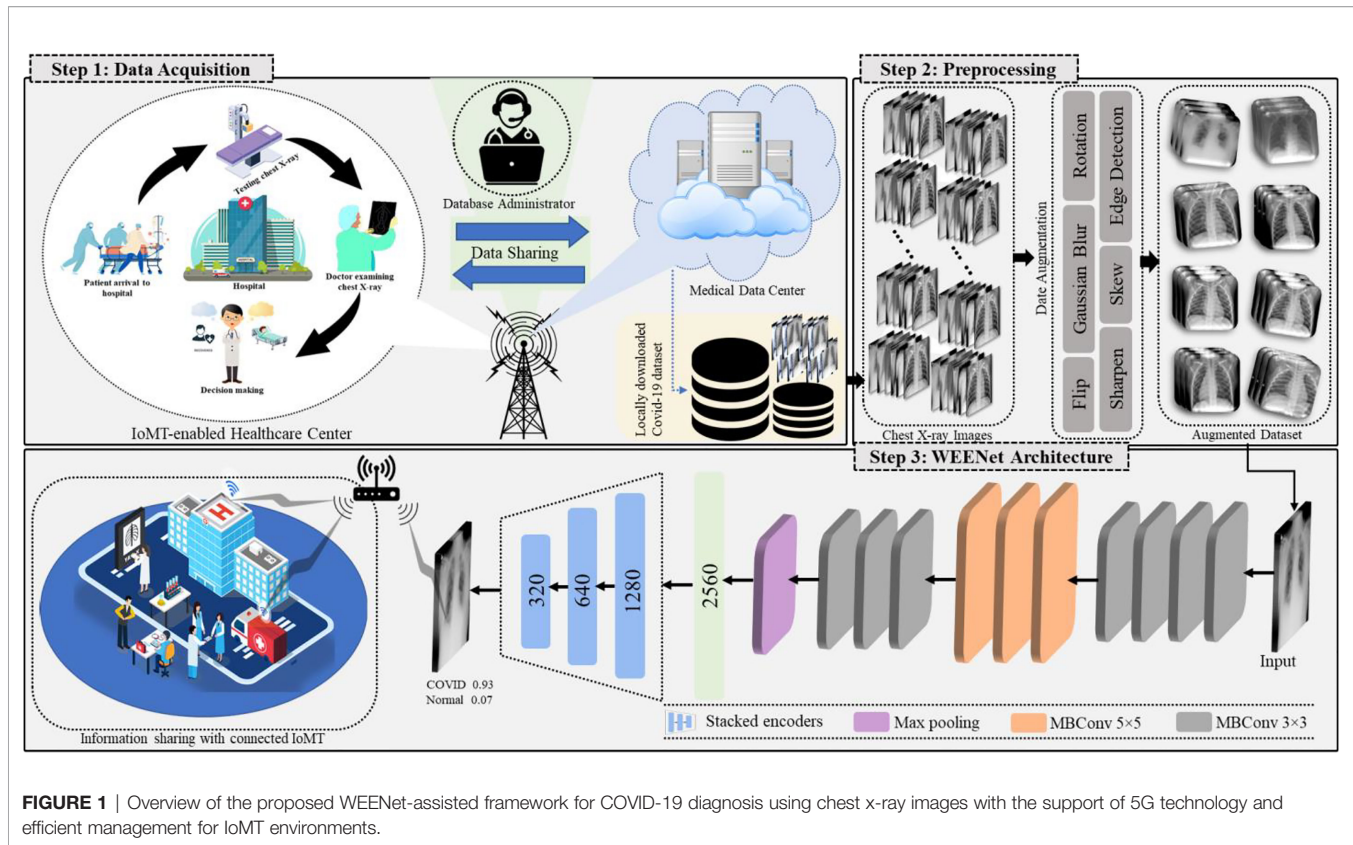 Step 1: Data Acquisition
Testing chest X-ray
Patient arrival to
hospital
Hospital
Doctor examining
chest X-ray
Decision making
IoMT-enabled Healthcare Center
Database Administrator
Data Sharing
Medical Data Center
Locally downloaded
Covid-19 dataset
Step 2: Preprocessing
Chest X-ray Images
Date Augmentation
Flip
Gaussian Blur
Rotation
Sharpen
Skew
Edge Detection
Augmented Dataset
Step 3: WEENet Architecture
Input
2560
1280
640
320
COVID 0.93
Normal 0.07
H
Information sharing with connected IoMT
Stacked encoders
Max pooling
MBConv 5×5
MBConv 3×3
FIGURE 1 | Overview of the proposed WEENet-assisted framework for COVID-19 diagnosis using chest x-ray images with the support of 5G technology and
efficient management for IoMT environments.